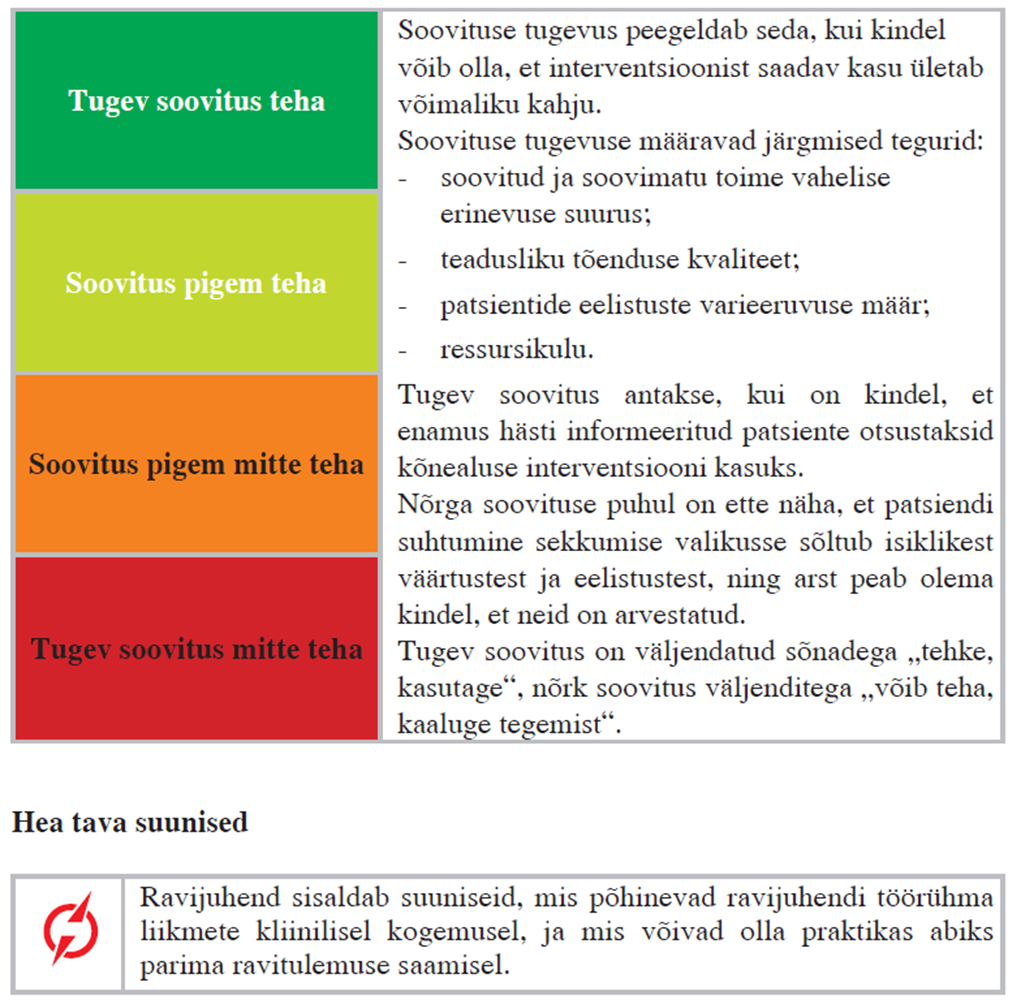 Tugev soovitus teha
Soovitus pigem teha
Soovitus pigem mitte teha
Tugev soovitus mitte teha
Soovituse tugevus peegeldab seda, kui kindel
võib olla, et interventsioonist saadav kasu ületab
võimaliku kahju.
Soovituse tugevuse määravad järgmised tegurid:
- soovitud ja soovimatu toime vahelise
erinevuse suurus;
- teadusliku tõenduse kvaliteet;
- patsientide eelistuste varieeruvuse määr;
- ressursikulu.
Tugev soovitus antakse, kui on kindel, et
enamus hästi informeeritud patsiente otsustaksid
kõnealuse interventsiooni kasuks.
Nõrga soovituse puhul on ette näha, et patsiendi
suhtumine sekkumise valikusse sõltub isiklikest
väärtustest ja eelistustest, ning arst peab olema
kindel, et neid on arvestatud.
Tugev soovitus on väljendatud sõnadega „tehke,
kasutage“, nõrk soovitus väljenditega „võib teha,
kaaluge tegemist“.
Hea tava suunised
Ravijuhend sisaldab suuniseid, mis põhinevad ravijuhendi töörühma
liikmete kliinilisel kogemusel, ja mis võivad olla praktikas abiks
parima ravitulemuse saamisel.